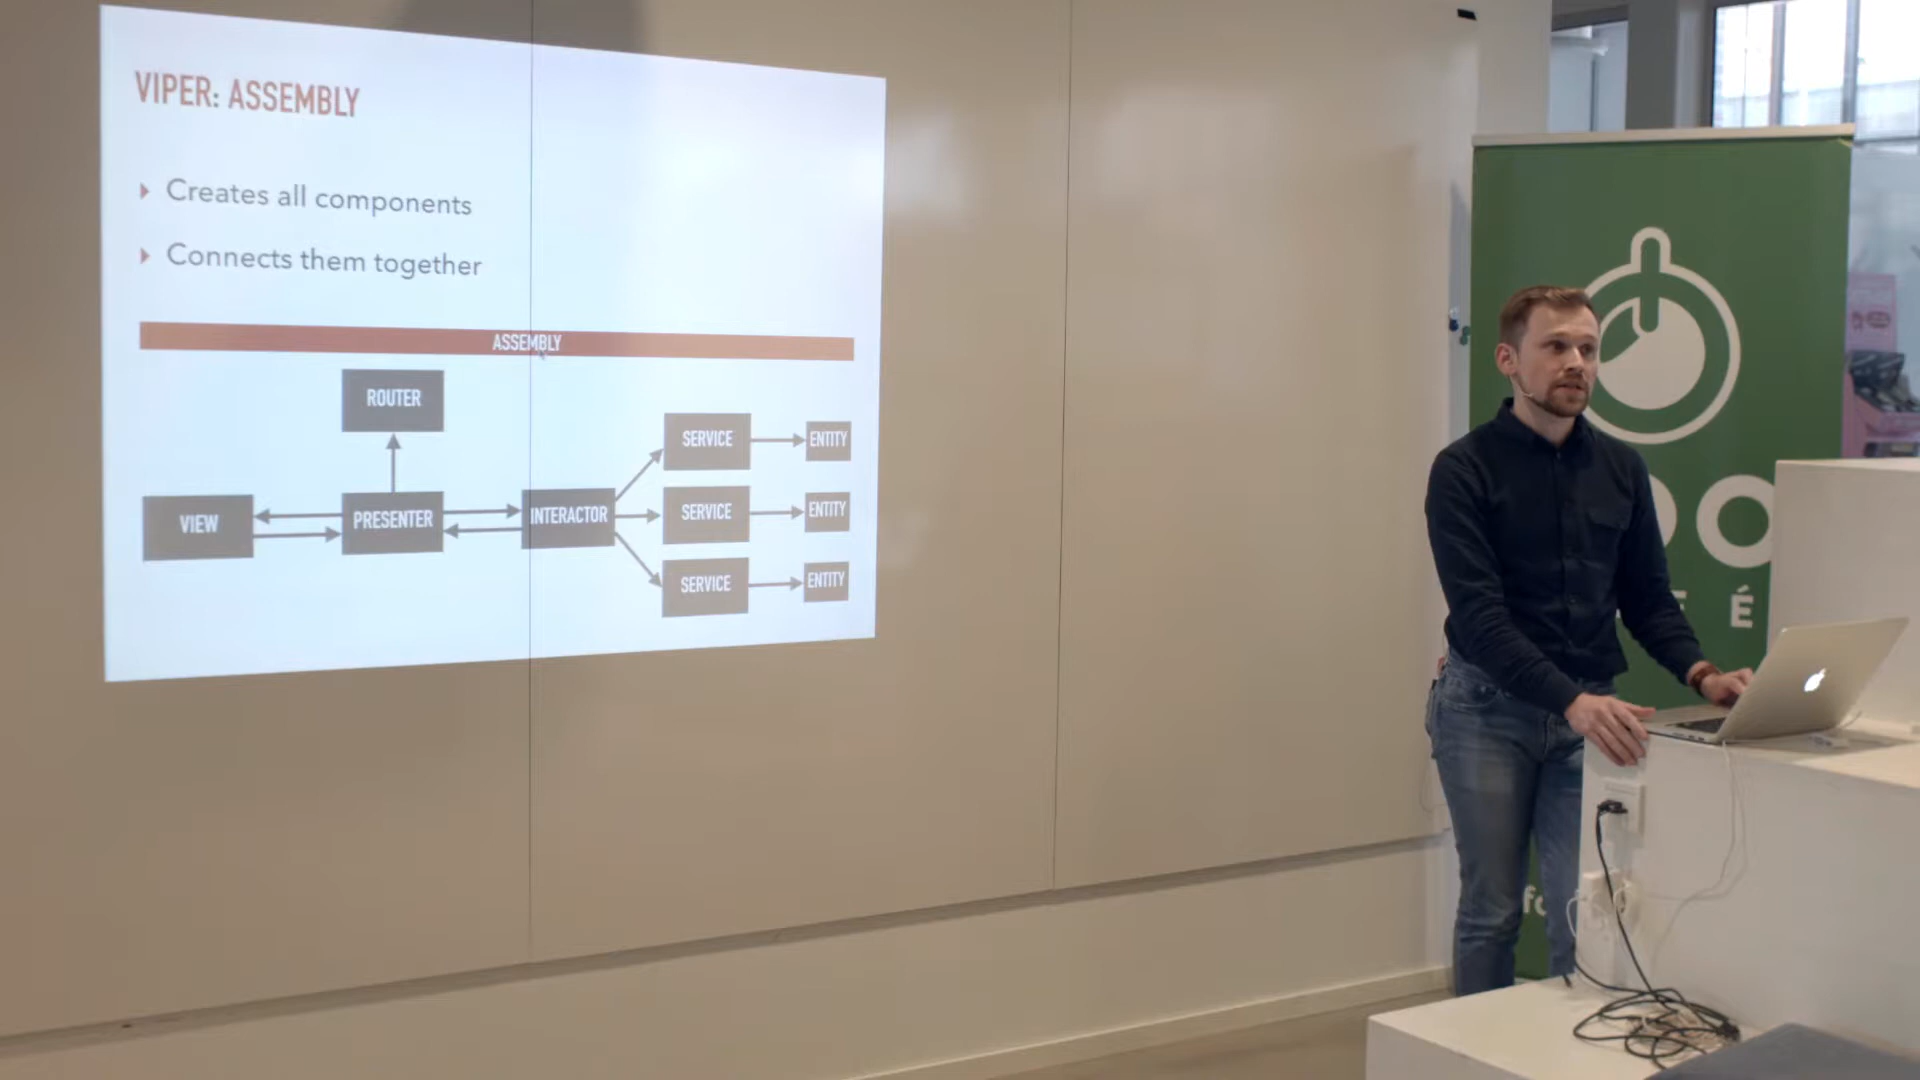 VIPER: ASSEMBLY
Creates all components
Connects them together
ASSEMBLY
ROUTER
SERVICE
ENTITY
VIEW
PRESENTER
INTERACTOR
SERVICE
ENTITY
SERVICE
ENTITY